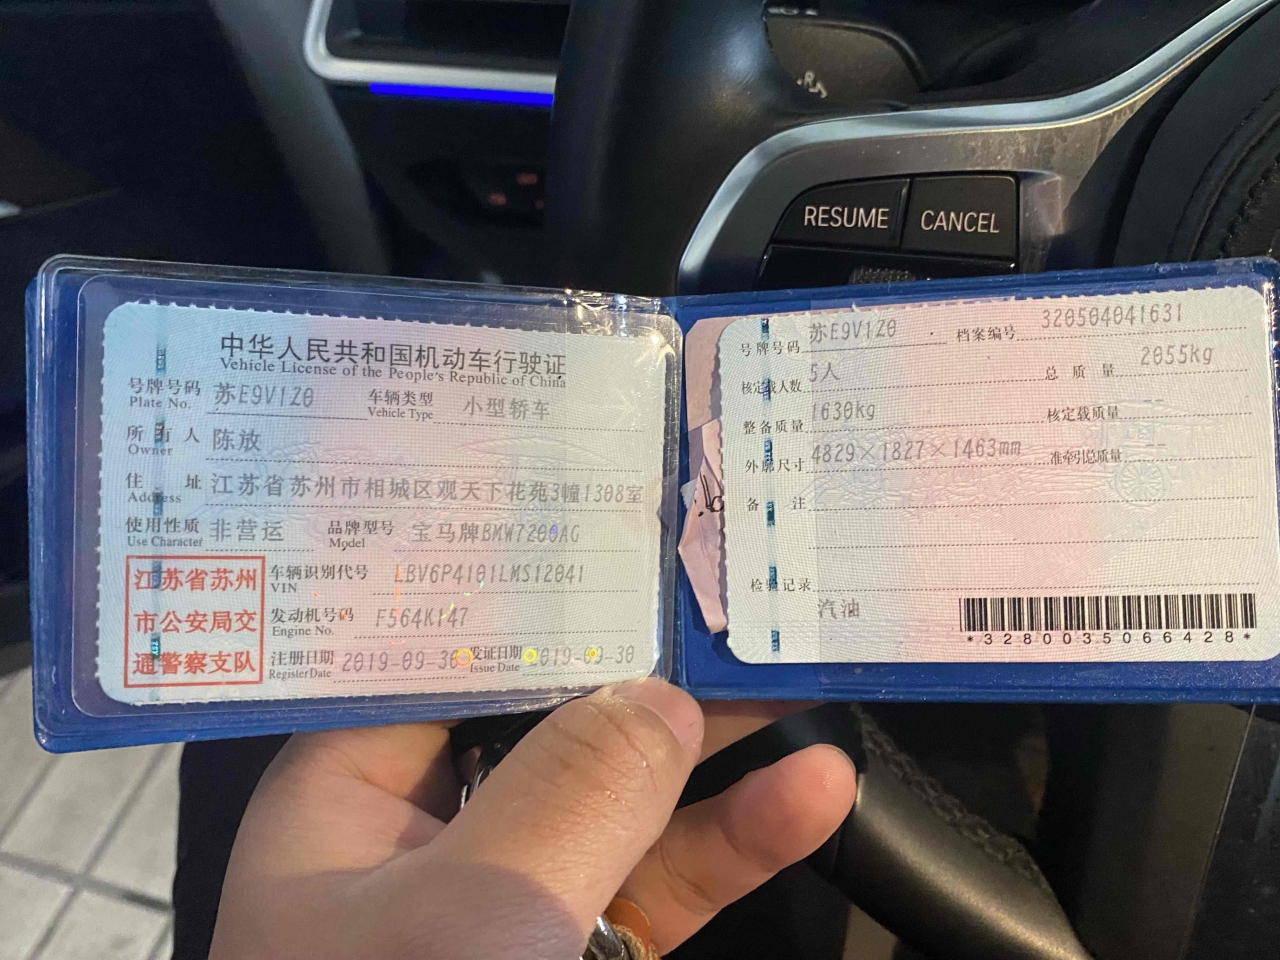 RESUME
CANCEL
中华人民共和国机动车行驶证
Vehicle License of the People's Republic of China
号牌号码 苏E9V1Z0 车辆类型 小型轿车
Plate No. Vehicle Type
所有人 陈放
Owner
住址 江苏省苏州市相城区观天下花苑3幢1308室
Address
使用性质 非营运 品牌型号 宝马牌BMW7200AG
Use Character Model
江苏省苏州
市公安局交
通警察支队
车辆识别代号 LBV6P4101LMS12041
VIN
发动机号码 F564K147
Engine No.
注册日期 2019-09-30 发证日期 2019-09-30
Register Date Issue Date
号牌号码 苏E9V1Z0 档案编号 320504041631
核定载人数 5人 总质量 2055kg
整备质量 1630kg 核定载质量 --
外廓尺寸 4829×1827×1463mm 准牵引总质量 --
备注
检验记录
汽油
*3280035066428*